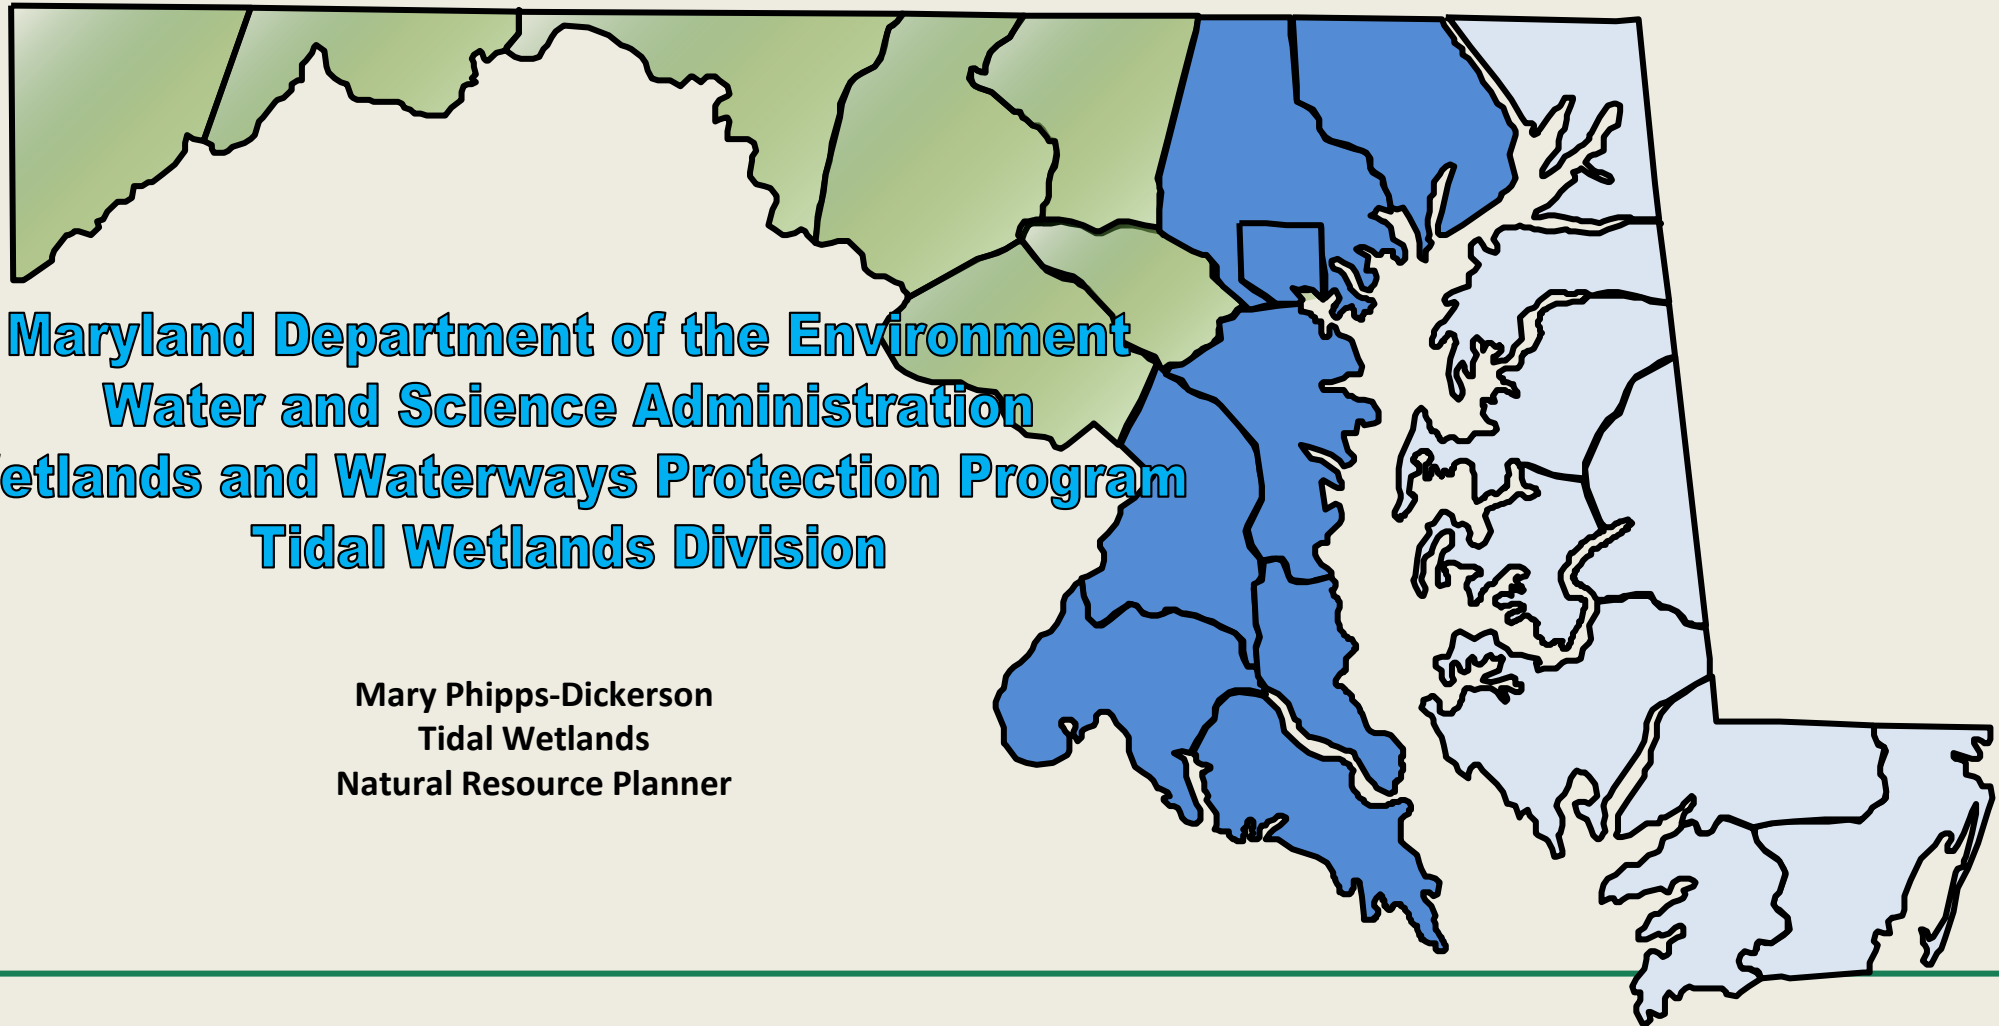 Maryland Department of the Environment
Water and Science Administration
etlands and Waterways Protection Program
Tidal Wetlands Division
Mary Phipps-Dickerson
Tidal Wetlands
Natural Resource Planner